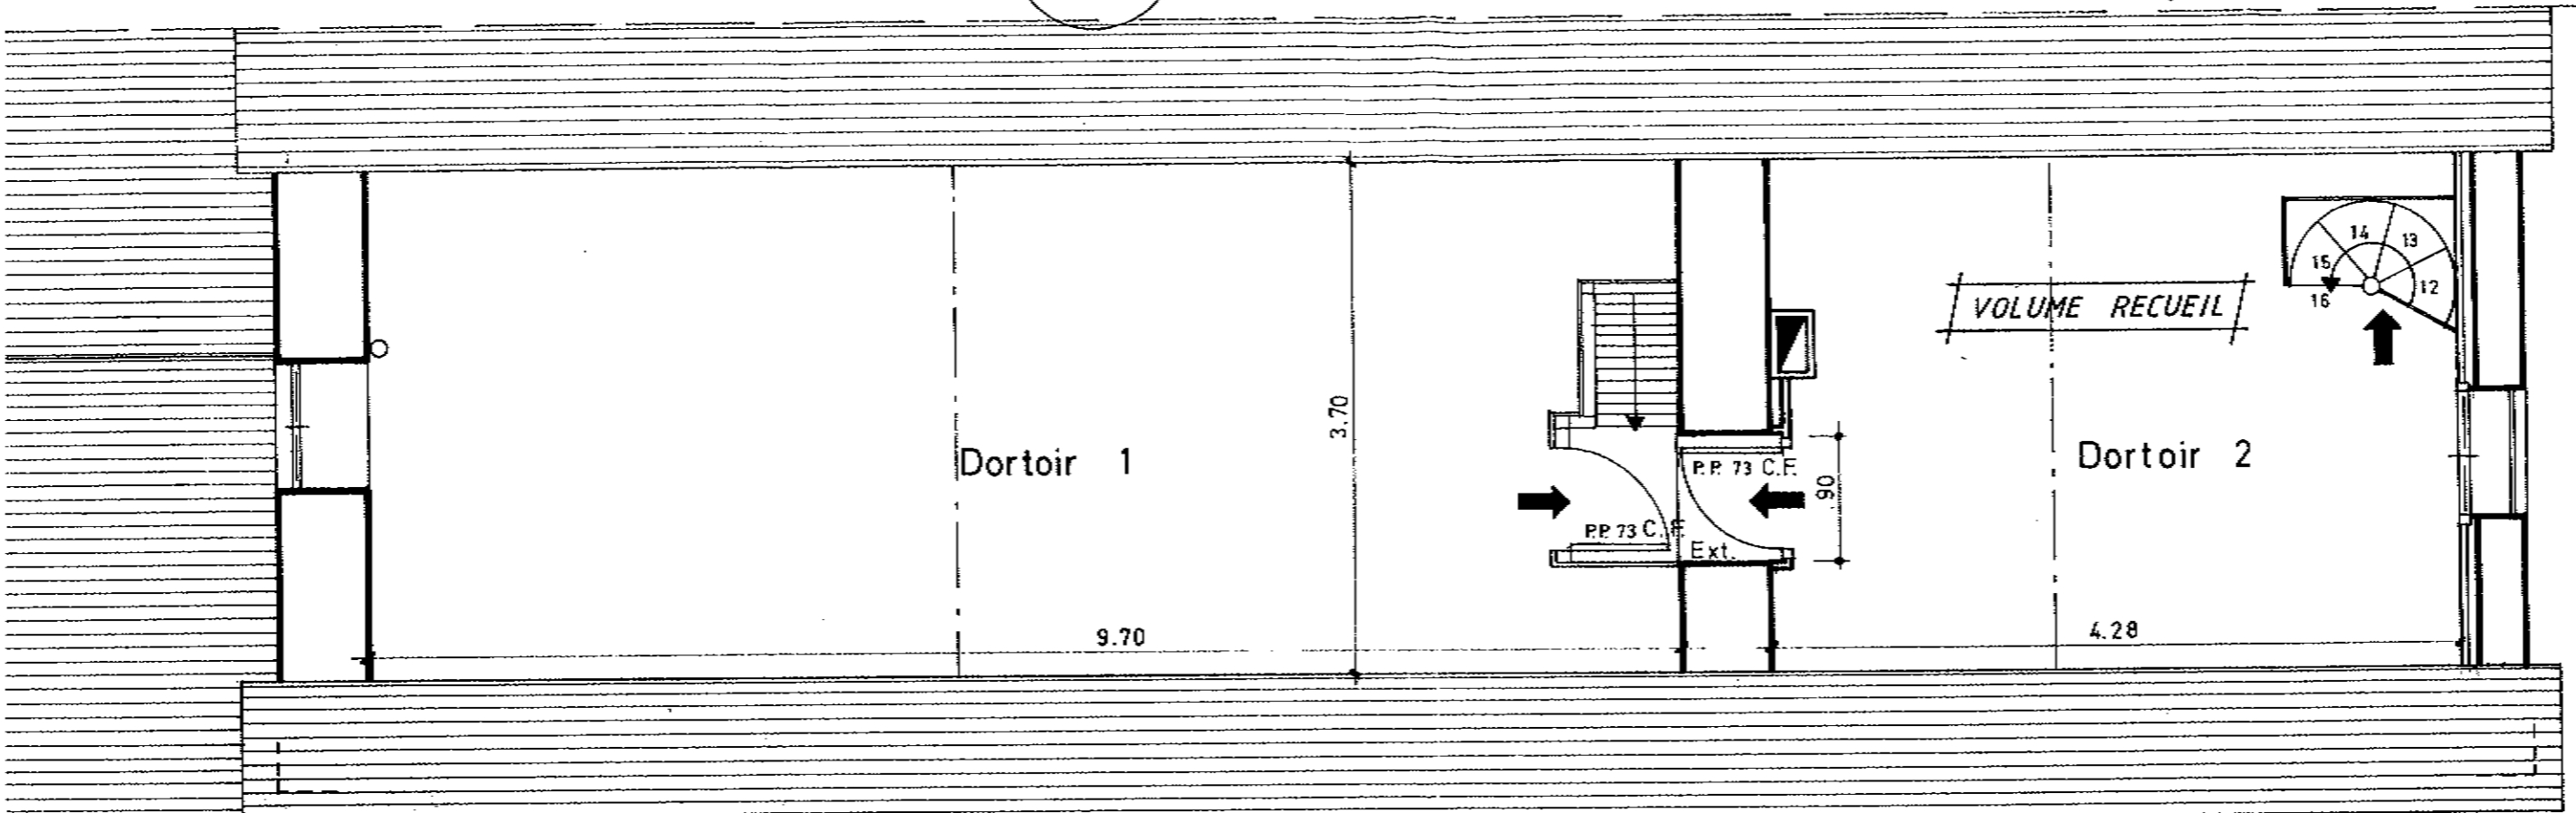 14
13
15
12
16
VOLUME RECUEIL
3.70
Dortoir 1
Dortoir 2
P.P. 73 C.F.
.90
P.P. 73 C.F.
Ext.
9.70
4.28